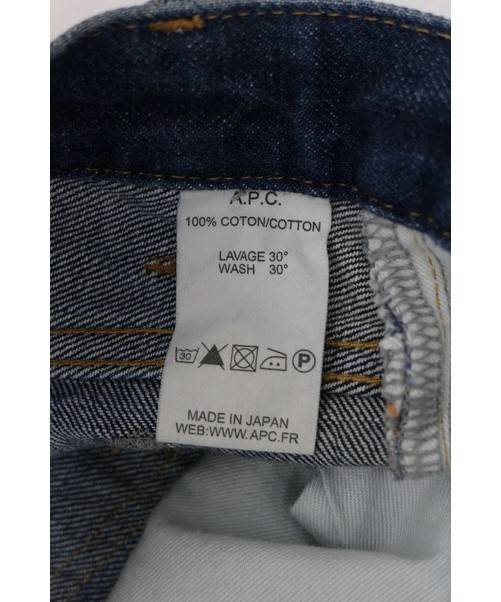 A.P.C.
100% COTON/COTTON
LAVAGE 30°
WASH 30°
30 P
MADE IN JAPAN
WEB:WWW.APC.FR